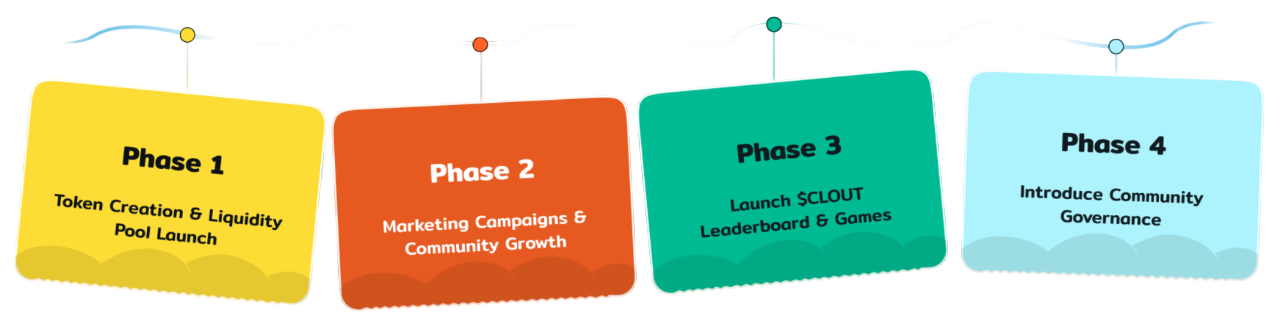 Phase 1
Token Creation & Liquidity
Pool Launch
Phase 2
Marketing Campaigns &
Community Growth
Phase 3
Launch $CLOUT
Leaderboard & Games
Phase 4
Introduce Community
Governance